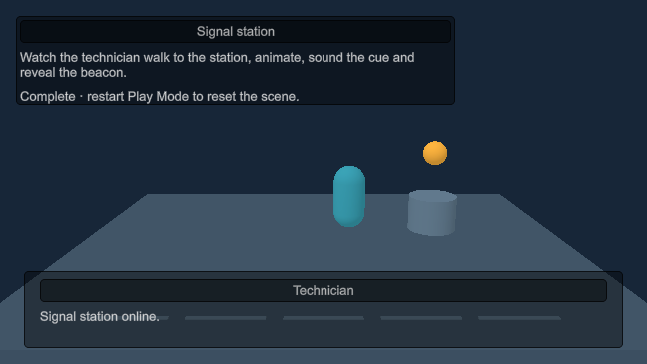 Signal station
Watch the technician walk to the station, animate, sound the cue and
reveal the beacon.
Complete · restart Play Mode to reset the scene.
Technician
Signal station online.